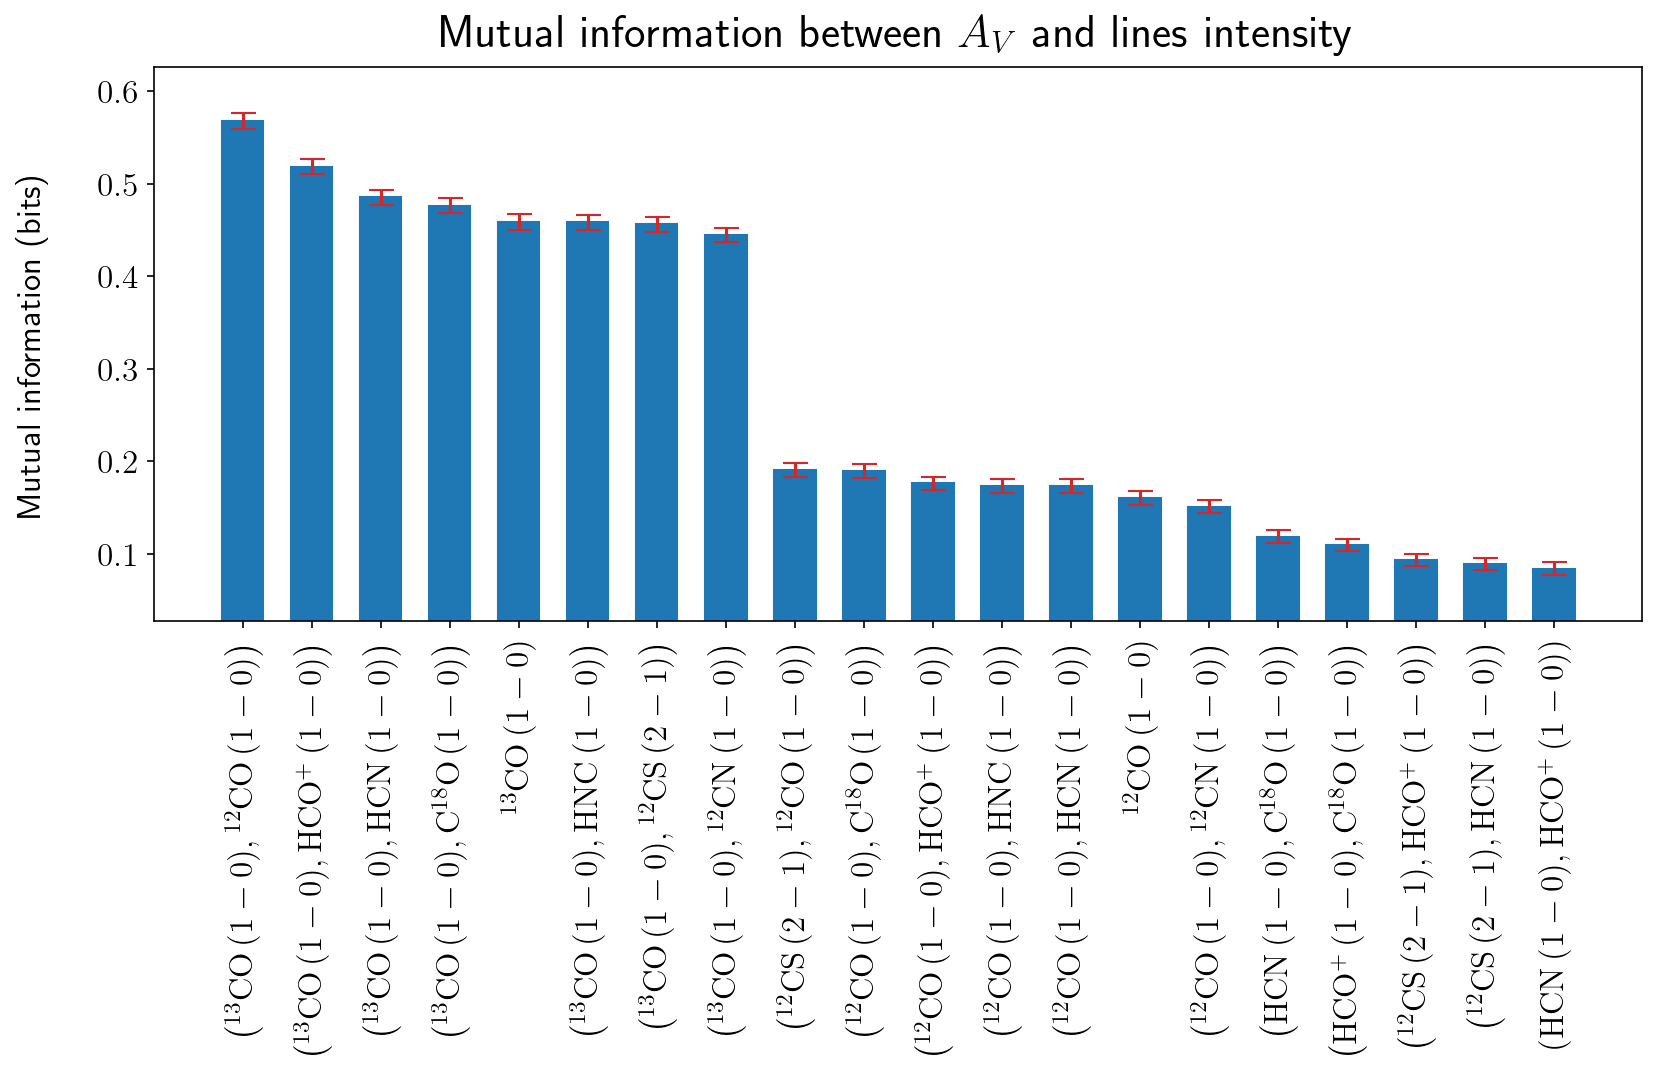 Mutual information between A_V and lines intensity
Mutual information (bits)
0.6
0.5
0.4
0.3
0.2
0.1
(¹³CO (1 − 0), ¹²CO (1 − 0))
(¹³CO (1 − 0), HCO⁺ (1 − 0))
(¹³CO (1 − 0), HCN (1 − 0))
(¹³CO (1 − 0), C¹⁸O (1 − 0))
¹³CO (1 − 0)
(¹³CO (1 − 0), HNC (1 − 0))
(¹³CO (1 − 0), ¹²CS (2 − 1))
(¹³CO (1 − 0), ¹²CN (1 − 0))
(¹²CS (2 − 1), ¹²CO (1 − 0))
(¹²CO (1 − 0), C¹⁸O (1 − 0))
(¹²CO (1 − 0), HCO⁺ (1 − 0))
(¹²CO (1 − 0), HNC (1 − 0))
(¹²CO (1 − 0), HCN (1 − 0))
¹²CO (1 − 0)
(¹²CO (1 − 0), ¹²CN (1 − 0))
(HCN (1 − 0), C¹⁸O (1 − 0))
(HCO⁺ (1 − 0), C¹⁸O (1 − 0))
(¹²CS (2 − 1), HCO⁺ (1 − 0))
(¹²CS (2 − 1), HCN (1 − 0))
(HCN (1 − 0), HCO⁺ (1 − 0))